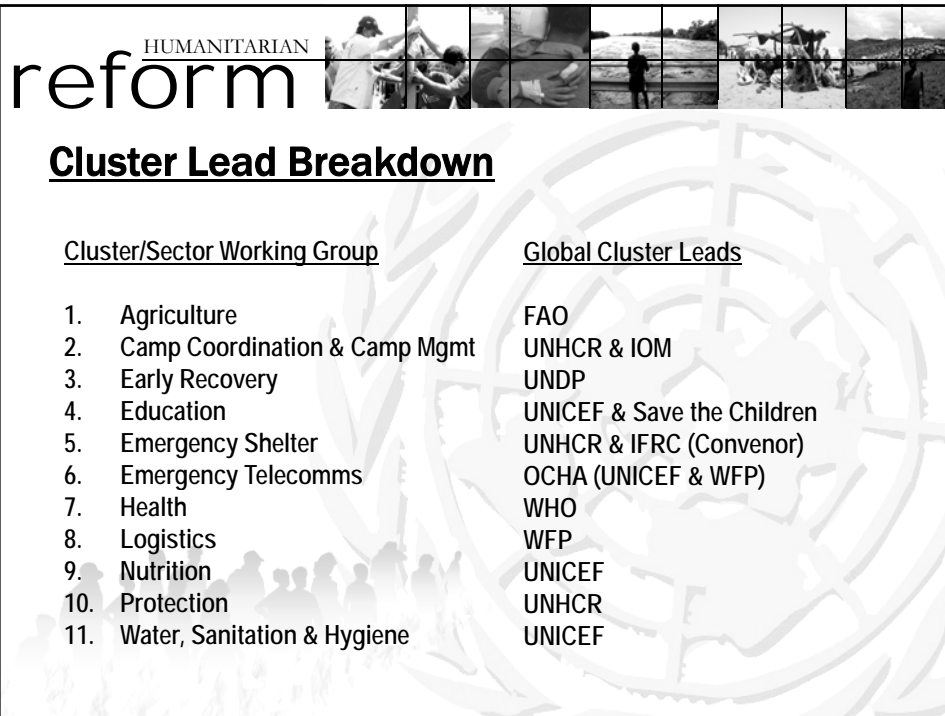 HUMANITARIAN
reform
Cluster Lead Breakdown
Cluster/Sector Working Group Global Cluster Leads
1. Agriculture FAO
2. Camp Coordination & Camp Mgmt UNHCR & IOM
3. Early Recovery UNDP
4. Education UNICEF & Save the Children
5. Emergency Shelter UNHCR & IFRC (Convenor)
6. Emergency Telecomms OCHA (UNICEF & WFP)
7. Health WHO
8. Logistics WFP
9. Nutrition UNICEF
10. Protection UNHCR
11. Water, Sanitation & Hygiene UNICEF